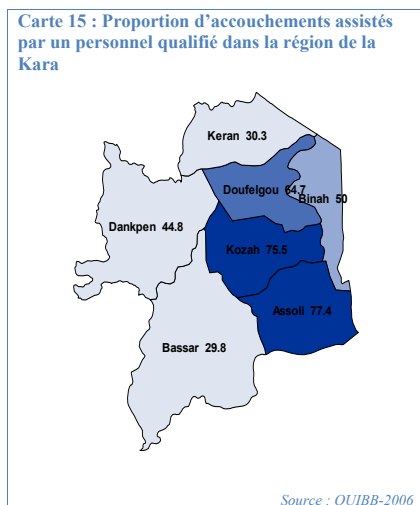 Carte 15 : Proportion d’accouchements assistés
par un personnel qualifié dans la région de la
Kara
Keran 30.3
Doufelgou 64.7
Binah 50
Dankpen 44.8
Kozah 75.5
Assoli 77.4
Bassar 29.8
Source : QUIBB-2006